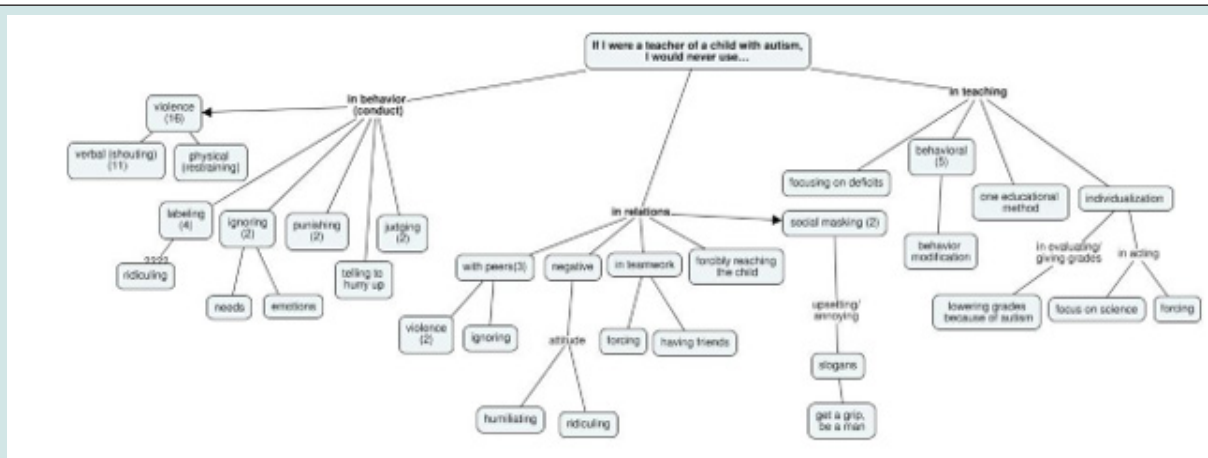 If I were a teacher of a child with autism,
I would never use...
in behavior
(conduct)
violence
(16)
verbal (shouting)
(11)
physical
(restraining)
labeling
(4)
????
ridiculing
ignoring
(2)
needs
emotions
punishing
(2)
telling to
hurry up
judging
(2)
in relations
with peers(3)
violence
(2)
ignoring
negative
attitude
humiliating
ridiculing
in teamwork
forcing
having friends
forcibly reaching
the child
social masking (2)
upsetting/
annoying
slogans
get a grip,
be a man
in teaching
focusing on deficits
behavioral
(5)
behavior
modification
one educational
method
individualization
in evaluating/
giving grades
lowering grades
because of autism
in acting
focus on science
forcing